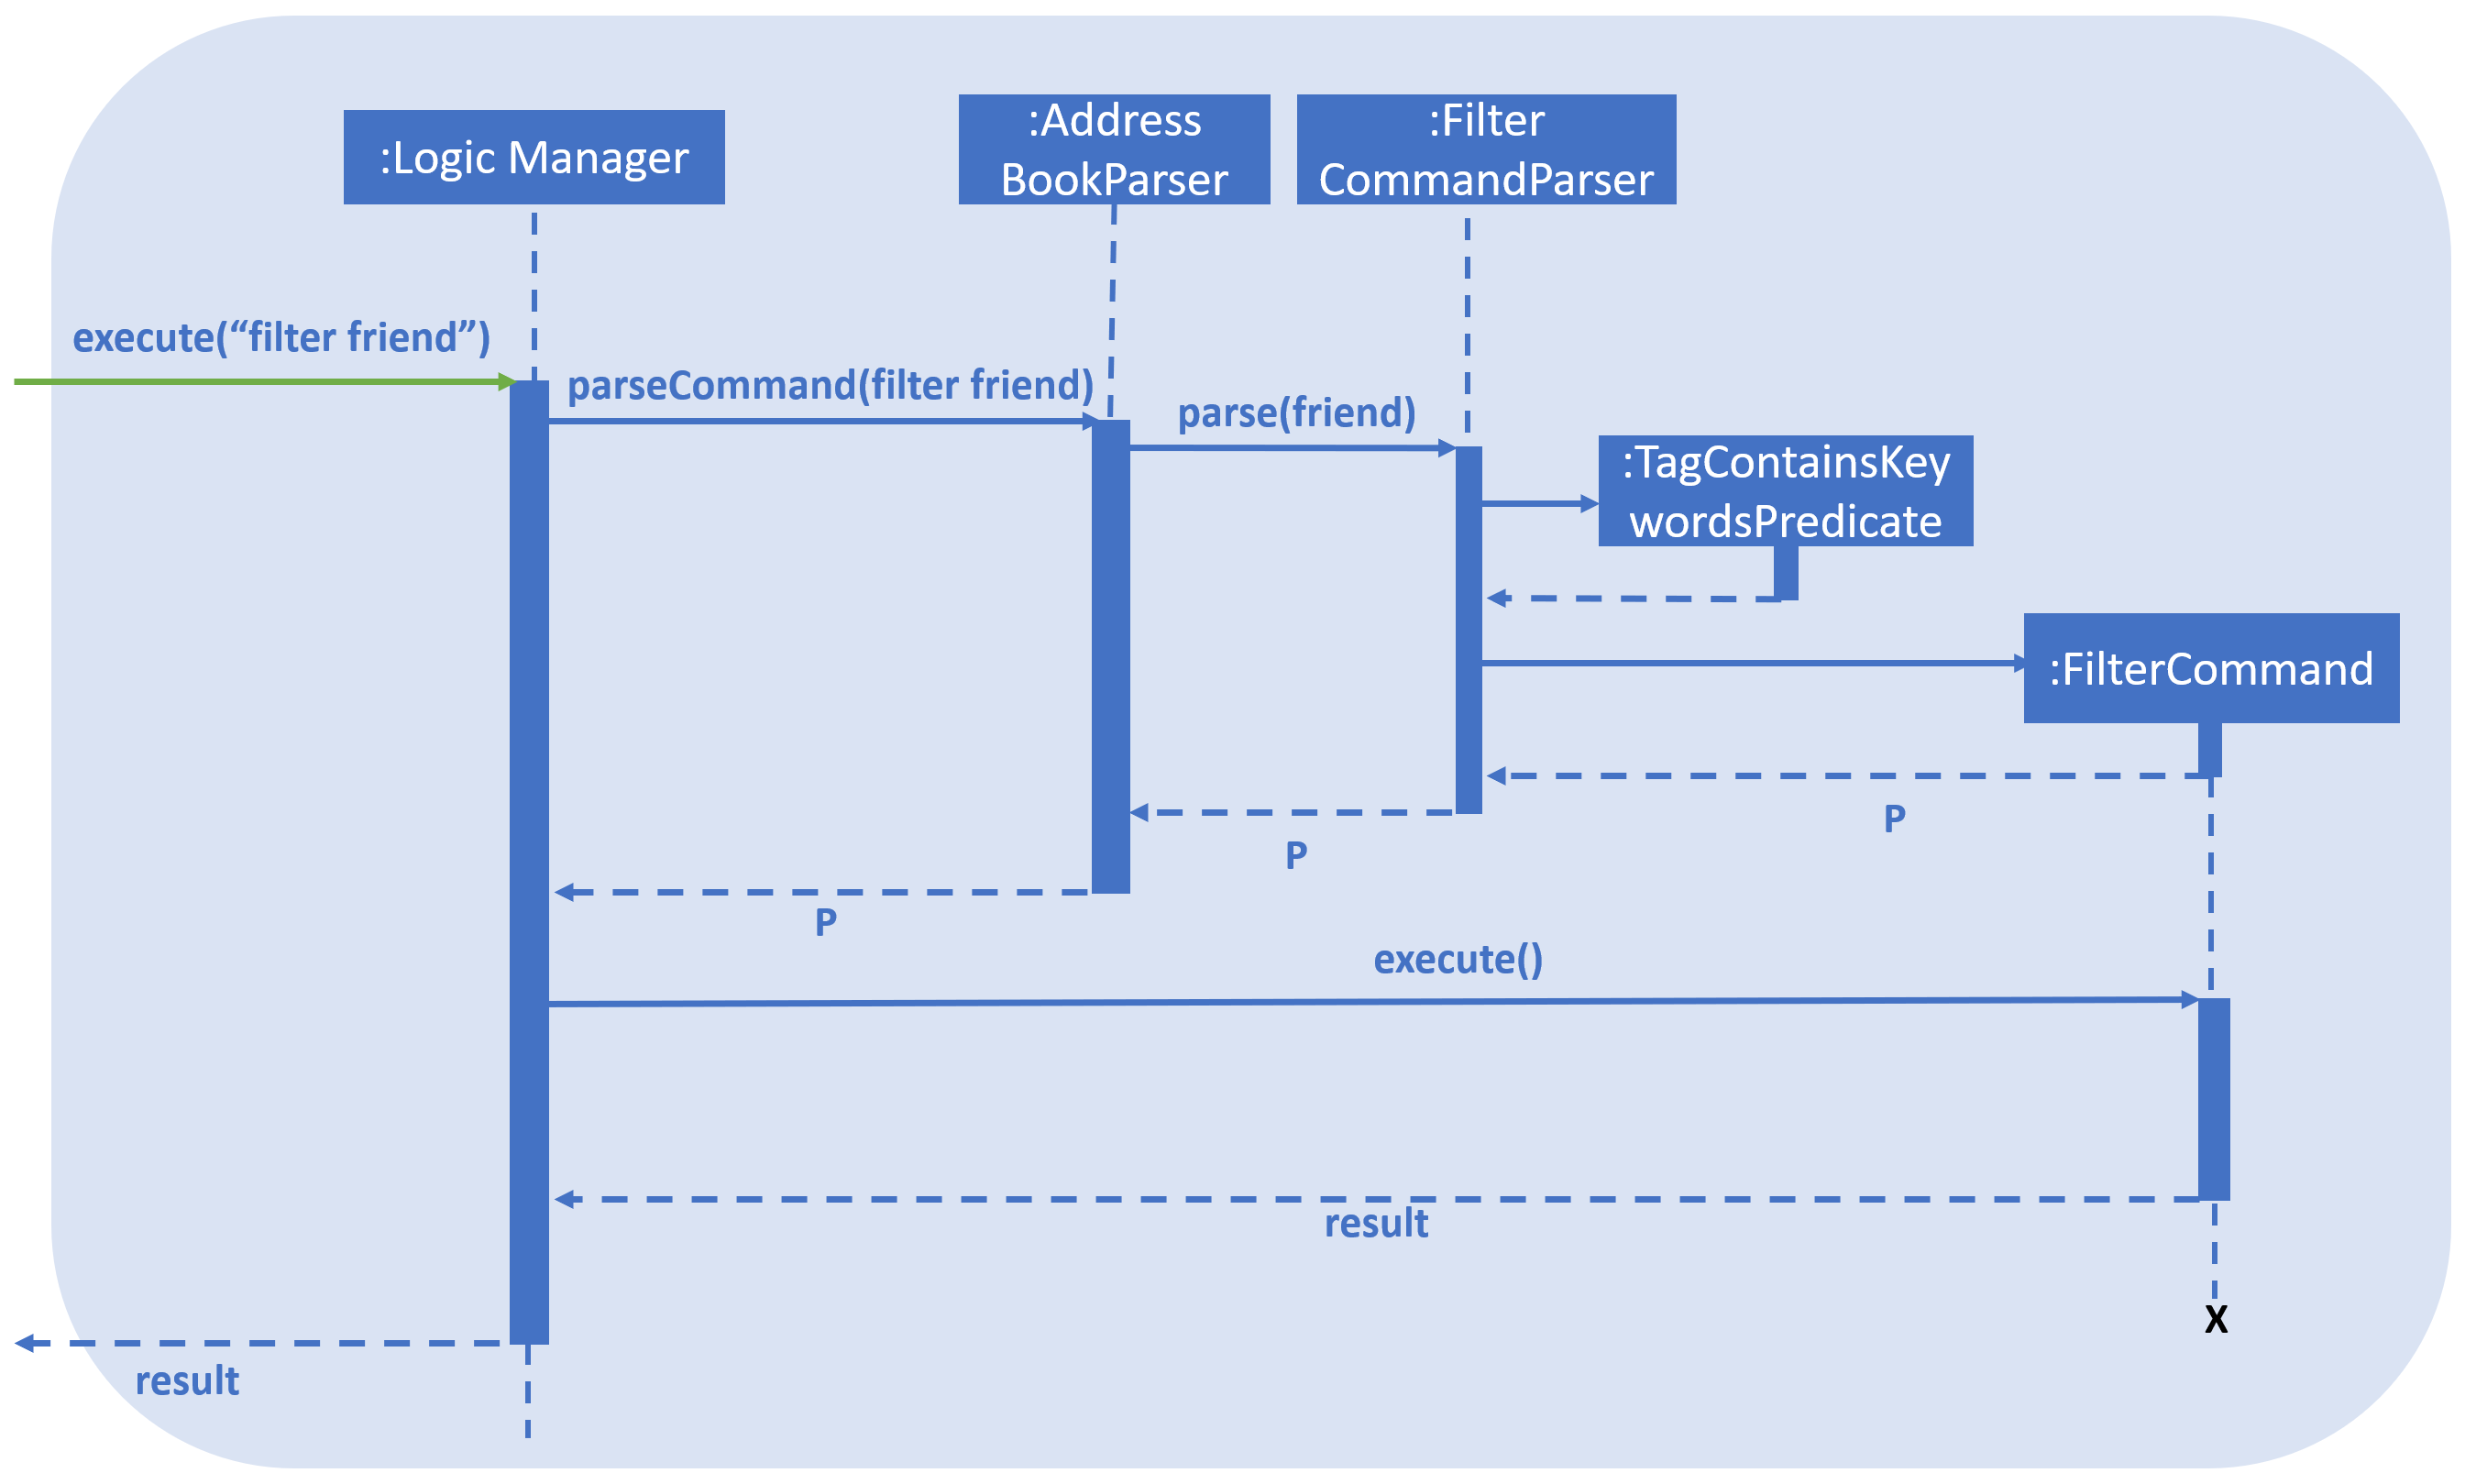 :Logic Manager
:Address
BookParser
:Filter
CommandParser
execute(“filter friend”)
parseCommand(filter friend)
parse(friend)
:TagContainsKey
wordsPredicate
:FilterCommand
P
P
P
execute()
result
X
result